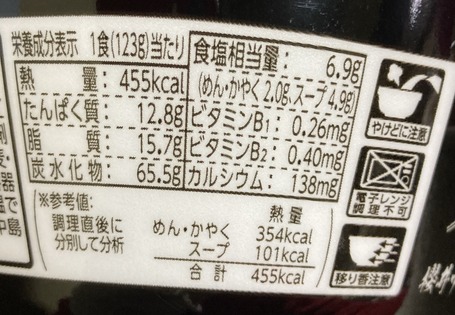 栄養成分表示 1食(123g)当たり
熱量: 455kcal
たんぱく質: 12.8g
脂質: 15.7g
炭水化物: 65.5g
食塩相当量: 6.9g
(めん・かやく2.0g、スープ4.9g)
ビタミンB1: 0.26mg
ビタミンB2: 0.40mg
カルシウム: 138mg
※参考値:
調理直後に
分別して分析
熱量
めん・かやく 354kcal
スープ 101kcal
合計 455kcal
やけどに注意
電子レンジ
調理不可
移り香注意